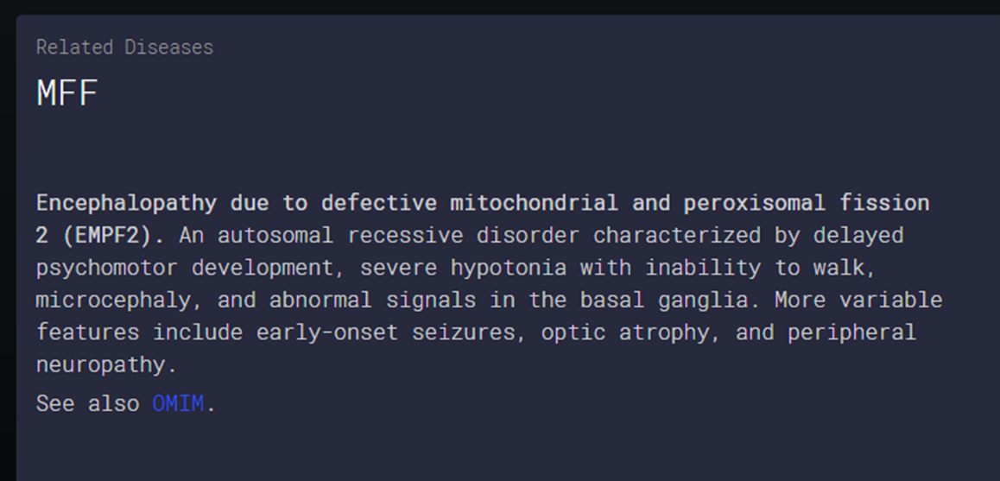 Related Diseases
MFF
Encephalopathy due to defective mitochondrial and peroxisomal fission
2 (EMPF2). An autosomal recessive disorder characterized by delayed
psychomotor development, severe hypotonia with inability to walk,
microcephaly, and abnormal signals in the basal ganglia. More variable
features include early-onset seizures, optic atrophy, and peripheral
neuropathy.
See also OMIM.